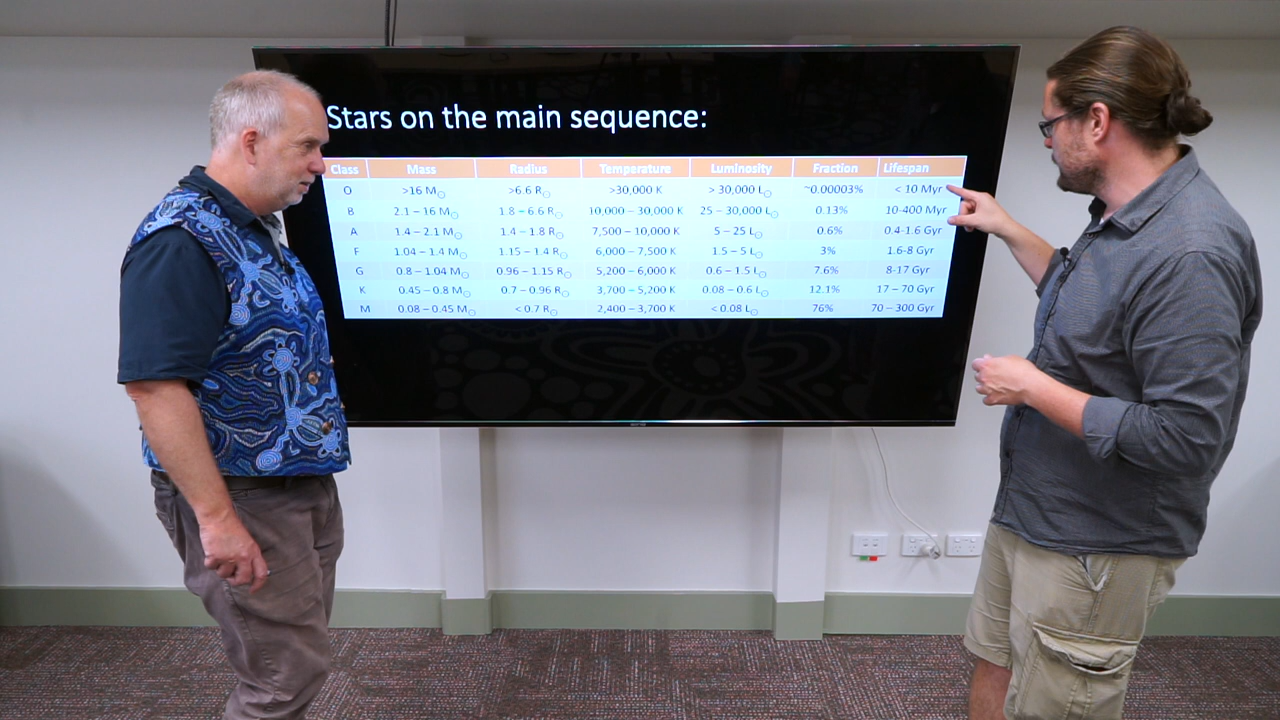 Stars on the main sequence:
Class Mass Radius Temperature Luminosity Fraction Lifespan
O >16 M☉ >6.6 R☉ >30,000 K > 30,000 L☉ ~0.00003% < 10 Myr
B 2.1 – 16 M☉ 1.8 – 6.6 R☉ 10,000 – 30,000 K 25 – 30,000 L☉ 0.13% 10-400 Myr
A 1.4 – 2.1 M☉ 1.4 – 1.8 R☉ 7,500 – 10,000 K 5 – 25 L☉ 0.6% 0.4-1.6 Gyr
F 1.04 – 1.4 M☉ 1.15 – 1.4 R☉ 6,000 – 7,500 K 1.5 – 5 L☉ 3% 1.6-8 Gyr
G 0.8 – 1.04 M☉ 0.96 – 1.15 R☉ 5,200 – 6,000 K 0.6 – 1.5 L☉ 7.6% 8-17 Gyr
K 0.45 – 0.8 M☉ 0.7 – 0.96 R☉ 3,700 – 5,200 K 0.08 – 0.6 L☉ 12.1% 17 – 70 Gyr
M 0.08 – 0.45 M☉ < 0.7 R☉ 2,400 – 3,700 K < 0.08 L☉ 76% 70 – 300 Gyr